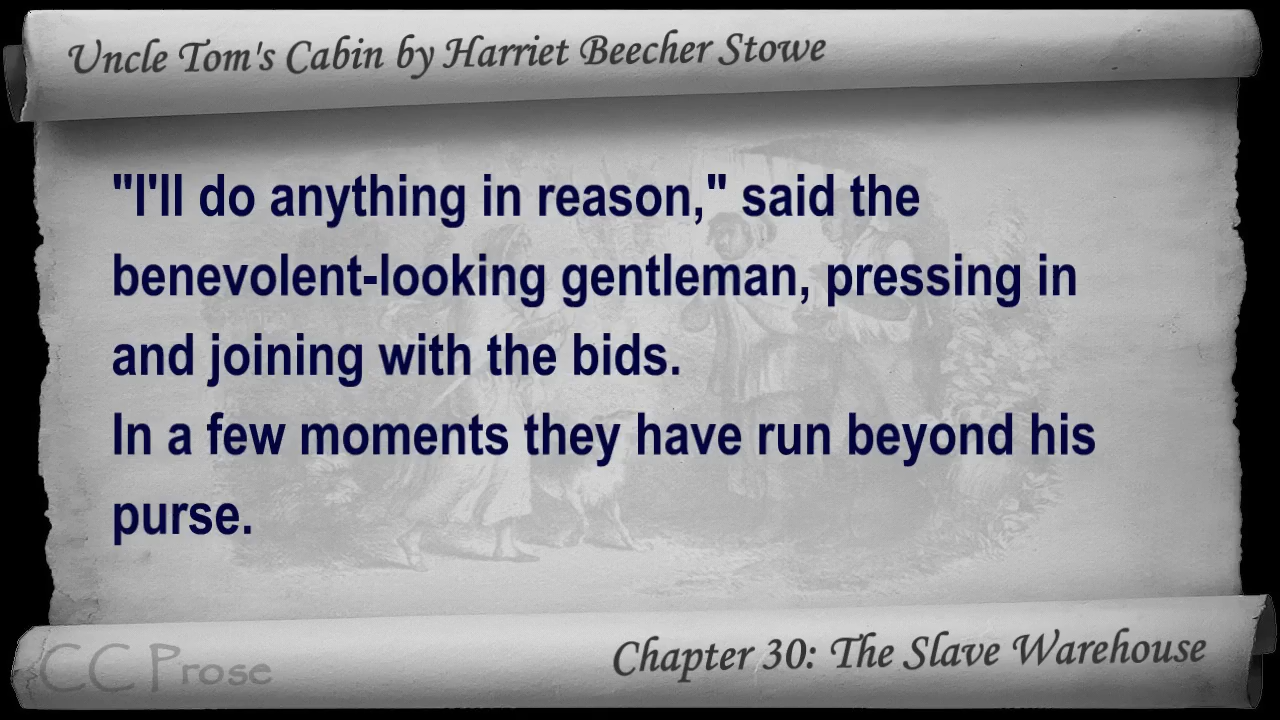 Uncle Tom's Cabin by Harriet Beecher Stowe
"I'll do anything in reason," said the
benevolent-looking gentleman, pressing in
and joining with the bids.
In a few moments they have run beyond his
purse.
CC Prose
Chapter 30: The Slave Warehouse